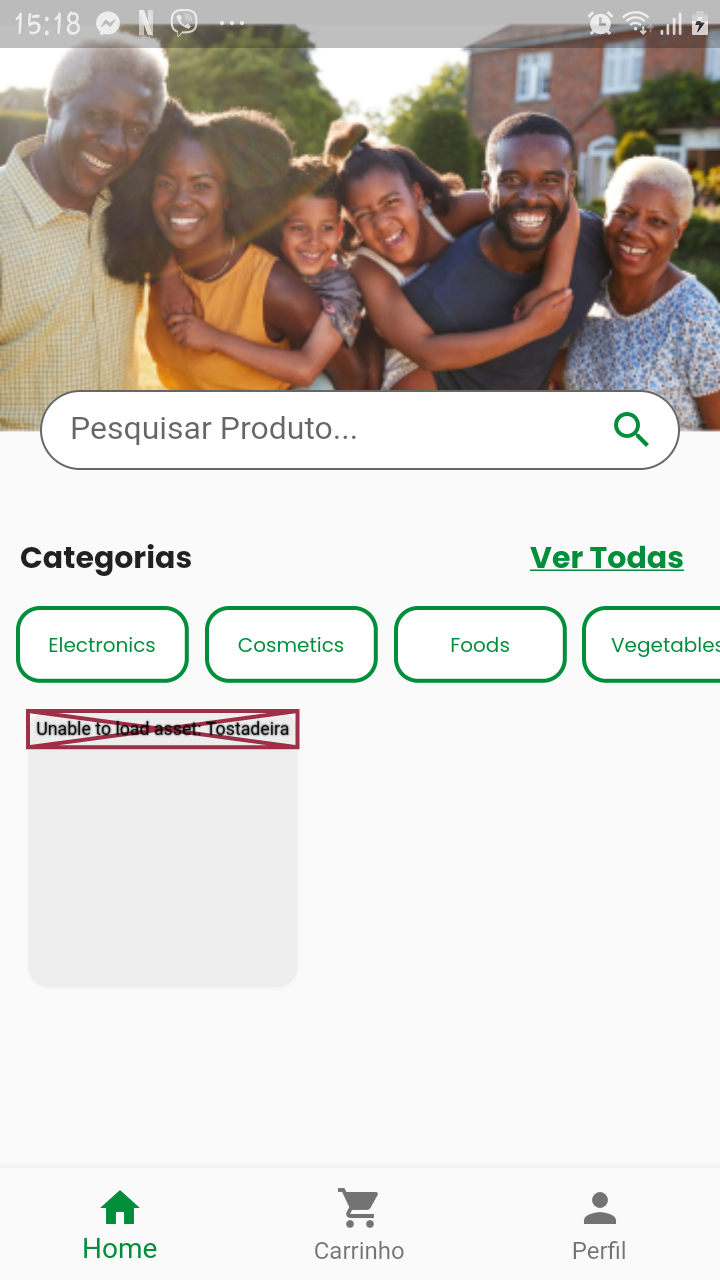 15:18
Pesquisar Produto...
Categorias
Ver Todas
Electronics
Cosmetics
Foods
Vegetables
Unable to load asset: Tostadeira
Home
Carrinho
Perfil